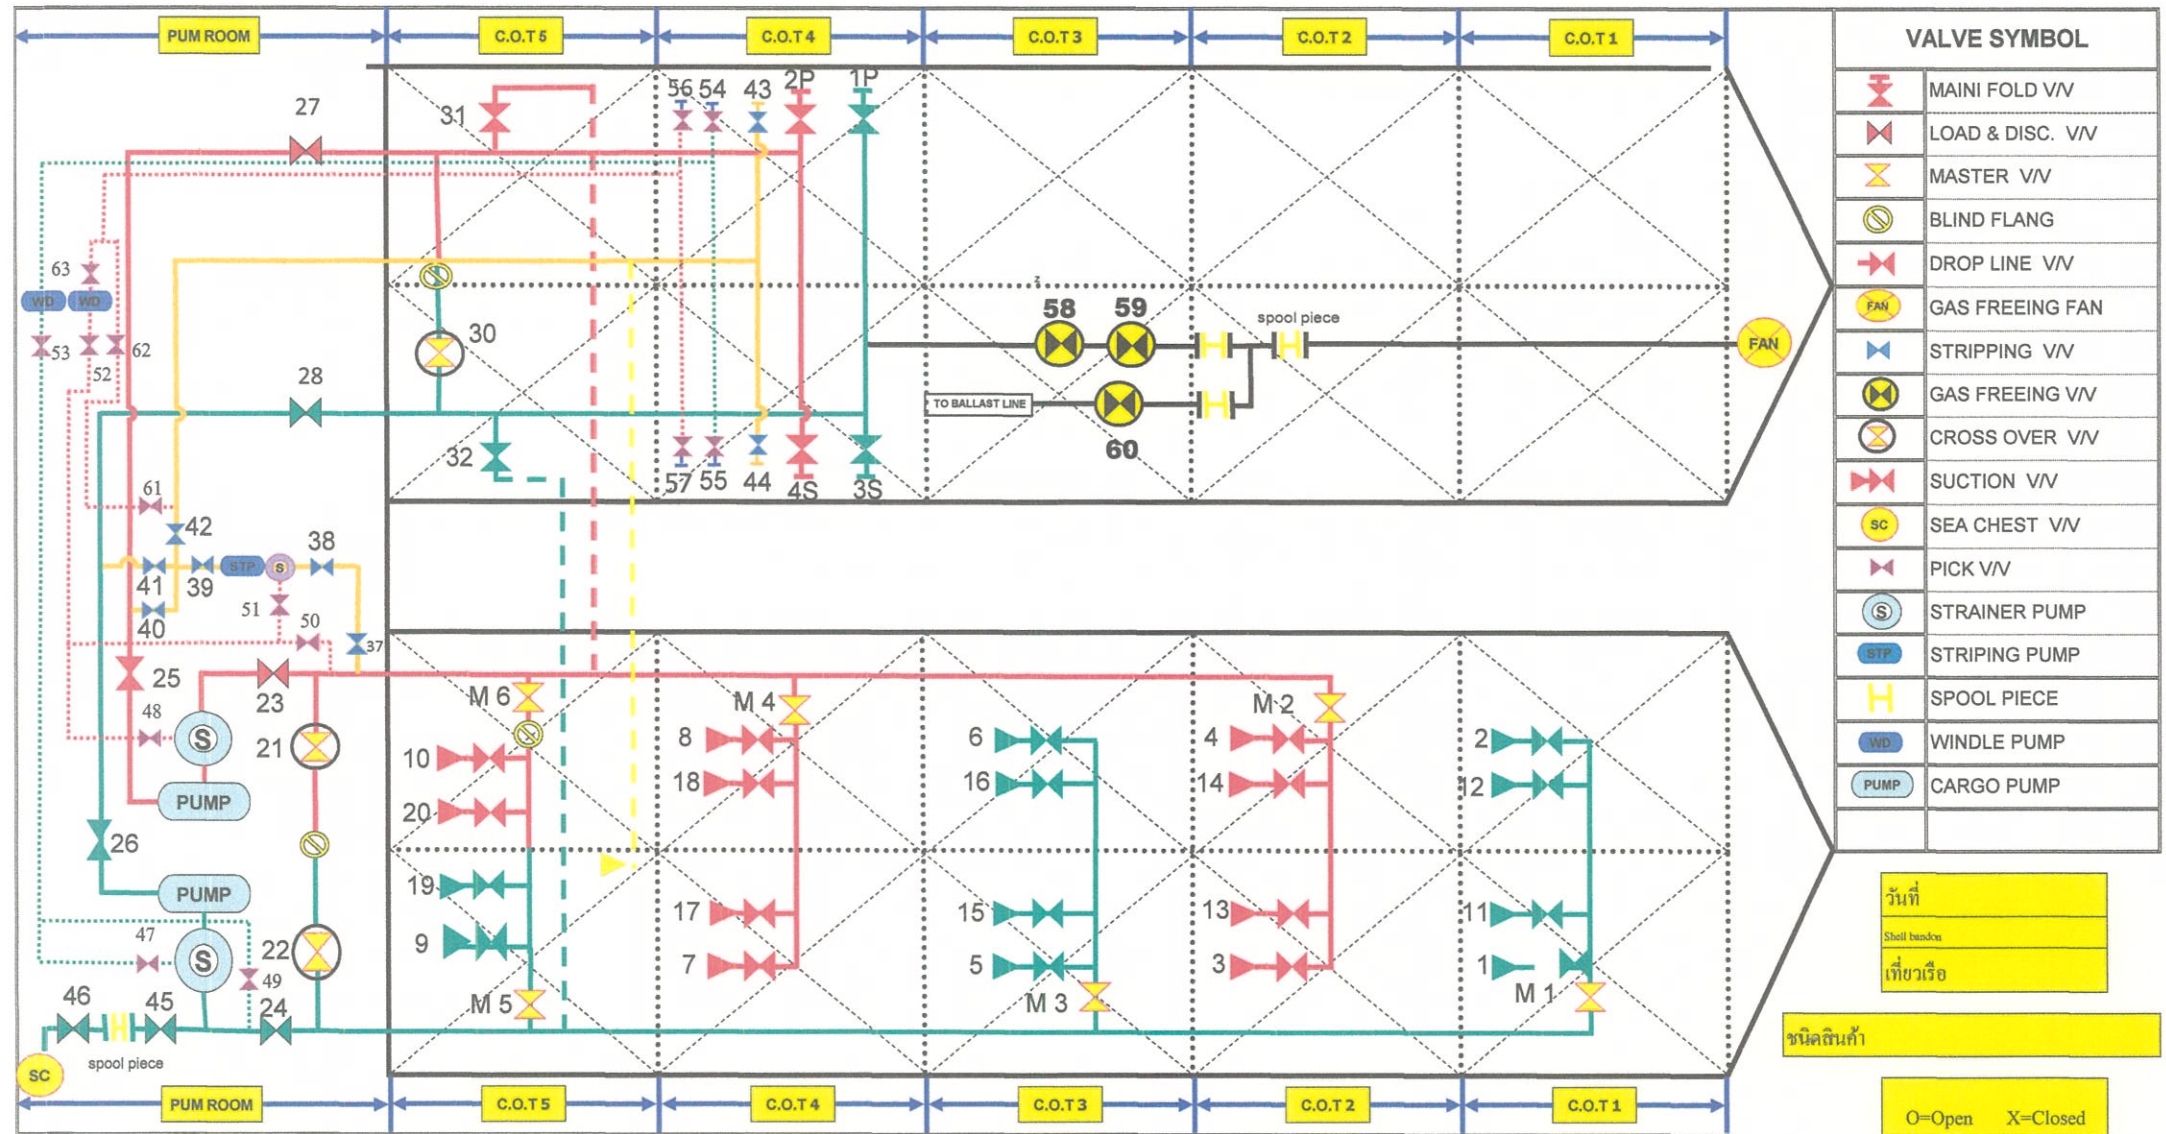 PUM ROOM
C.O.T 5
C.O.T 4
C.O.T 3
C.O.T 2
C.O.T 1
VALVE SYMBOL
MAINI FOLD V/V
LOAD & DISC. V/V
MASTER V/V
BLIND FLANG
DROP LINE V/V
FAN
GAS FREEING FAN
STRIPPING V/V
GAS FREEING V/V
CROSS OVER V/V
SUCTION V/V
SC
SEA CHEST V/V
PICK V/V
S
STRAINER PUMP
STP
STRIPING PUMP
SPOOL PIECE
WD
WINDLE PUMP
PUMP
CARGO PUMP
27
31
56 54 43 2P 1P
63
WD WD
53
52
62
30
28
32
57 55 44 4S 3S
z
58 59
spool piece
FAN
TO BALLAST LINE
60
61
42
38
STP S
41 39
40
51
50
37
25
23
48
S
21
PUMP
26
PUMP
47
S
22
49
46 45 24
spool piece
SC
M 6
10
20
19
9
M 5
M 4
8
18
17
7
6
16
15
5
M 3
M 2
4
14
13
3
2
12
11
1
M 1
วันที่
Shell bandon
เที่ยวเรือ
ชนิดสินค้า
O=Open X=Closed
PUM ROOM
C.O.T 5
C.O.T 4
C.O.T 3
C.O.T 2
C.O.T 1